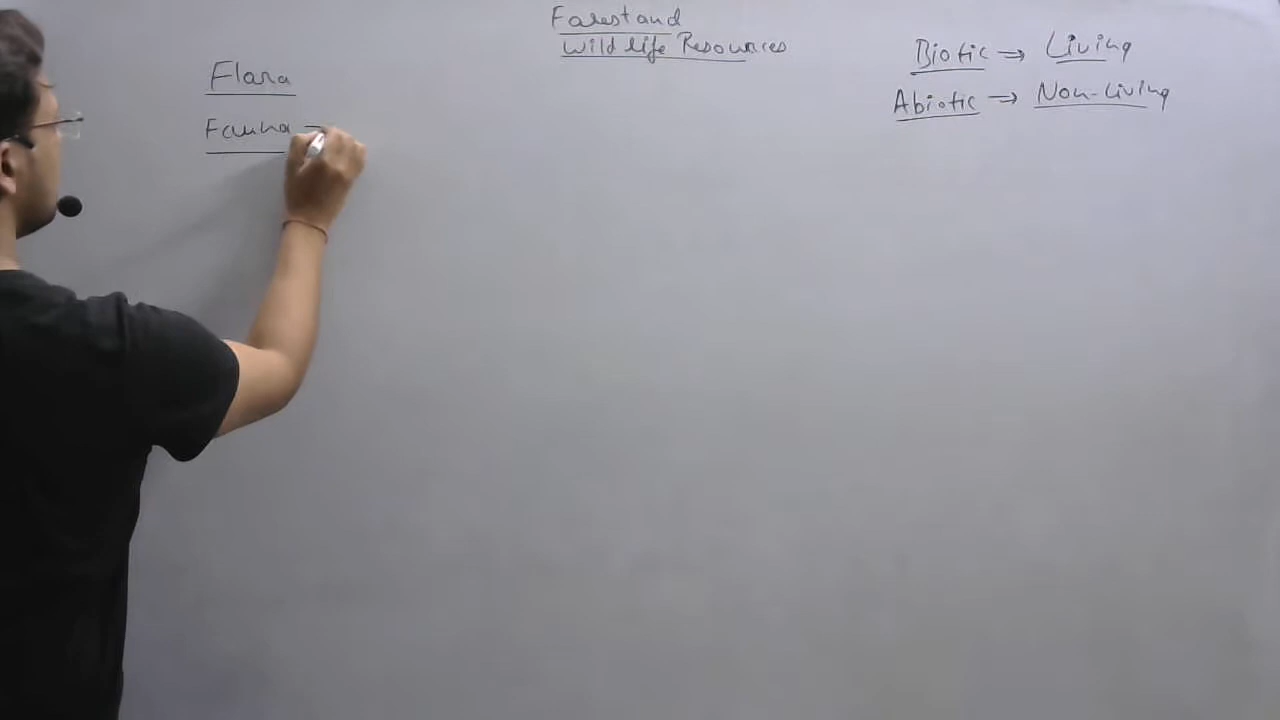 Forest and
Wild life Resources
Biotic → Living
Abiotic → Non-Living
Flora
Fauna →